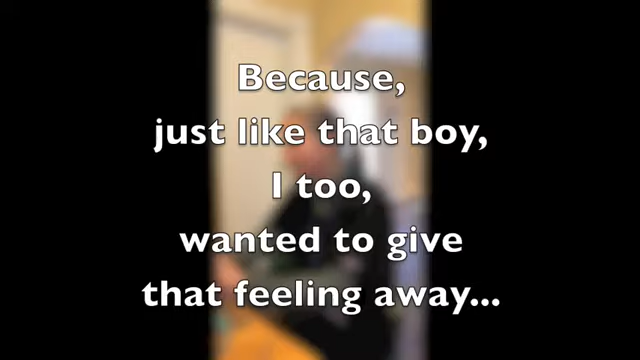 Because,
just like that boy,
I too,
wanted to give
that feeling away...